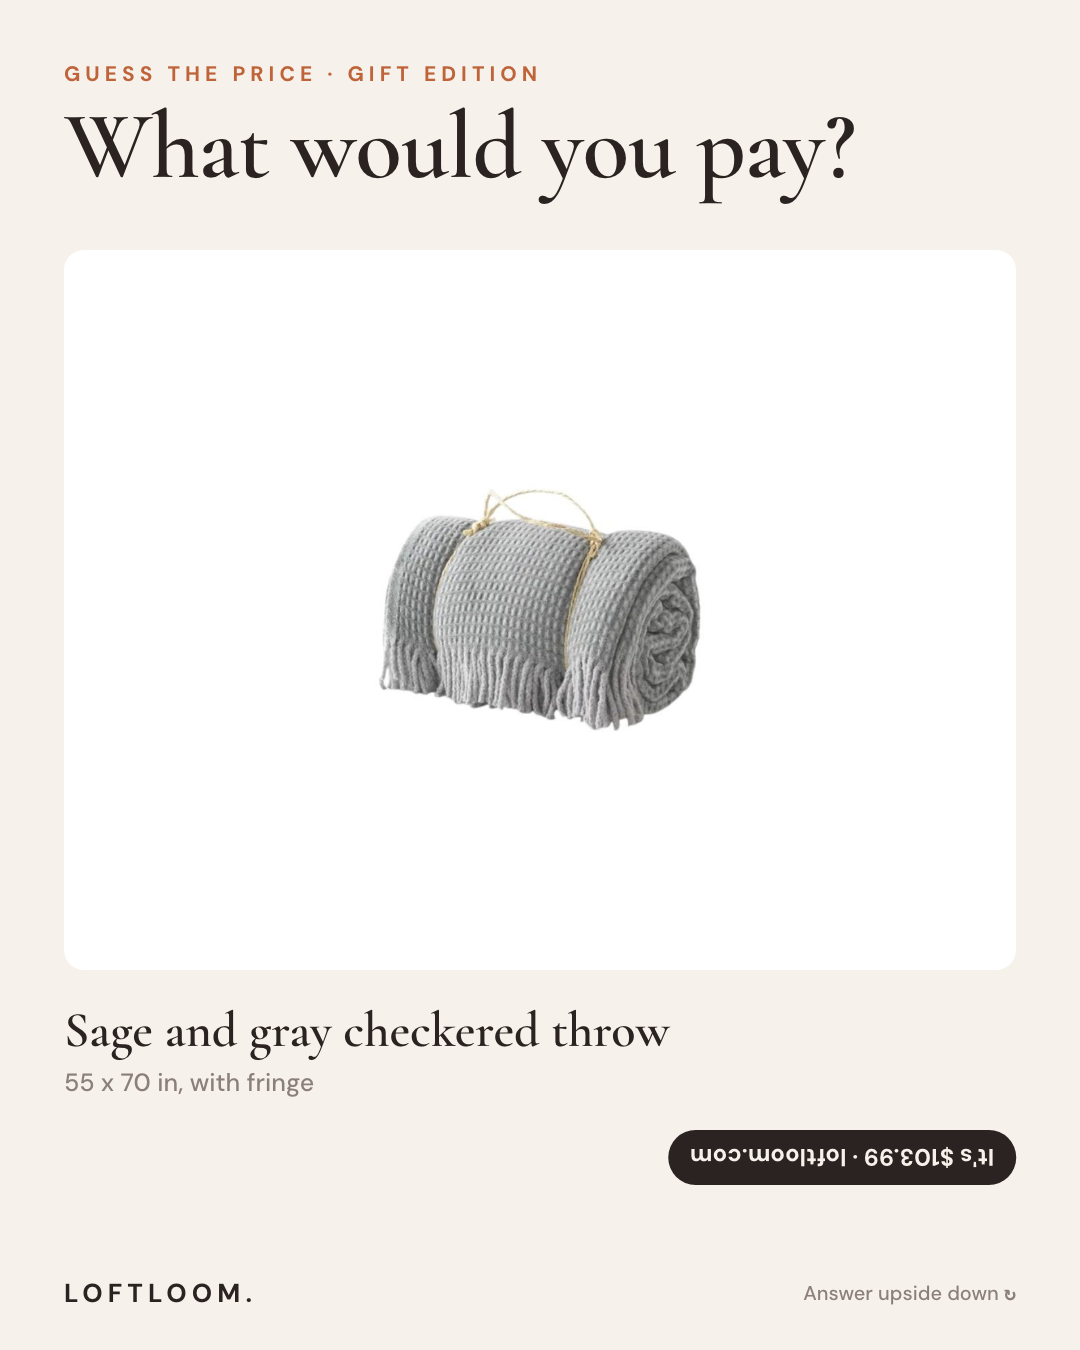 GUESS THE PRICE · GIFT EDITION
What would you pay?
Sage and gray checkered throw
55 x 70 in, with fringe
It's $103.99 · loftloom.com
LOFTLOOM.
Answer upside down ↻